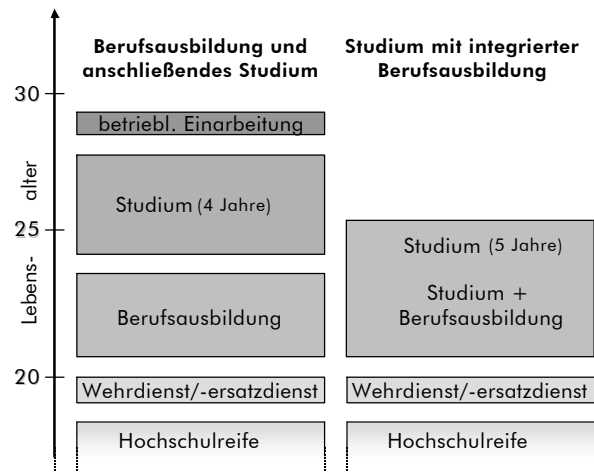 Berufsausbildung und
anschließendes Studium
Studium mit integrierter
Berufsausbildung
30
25
20
Lebens- alter
betriebl. Einarbeitung
Studium (4 Jahre)
Berufsausbildung
Wehrdienst/-ersatzdienst
Hochschulreife
Studium (5 Jahre)
Studium +
Berufsausbildung
Wehrdienst/-ersatzdienst
Hochschulreife